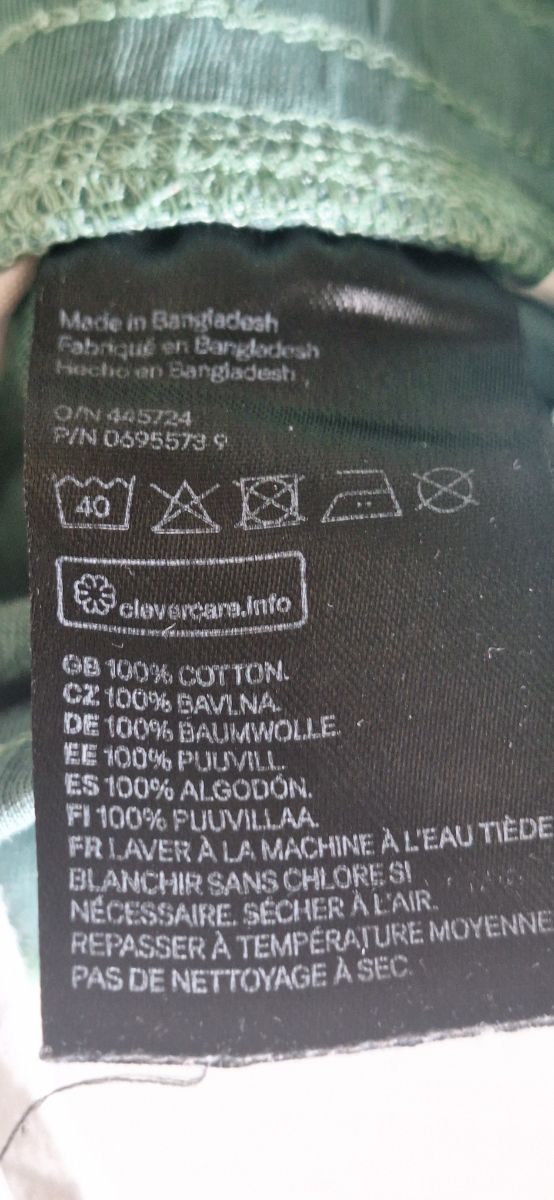 Made in Bangladesh
Fabriqué en Bangladesh
Hecho en Bangladesh
O/N 445724
P/N 0695573 9
40
clevercare.info
GB 100% COTTON.
CZ 100% BAVLNA.
DE 100% BAUMWOLLE.
EE 100% PUUVILL.
ES 100% ALGODÓN.
FI 100% PUUVILLAA.
FR LAVER À LA MACHINE À L'EAU TIÈDE
BLANCHIR SANS CHLORE SI
NÉCESSAIRE. SÉCHER À L'AIR.
REPASSER À TEMPÉRATURE MOYENNE
PAS DE NETTOYAGE À SEC.